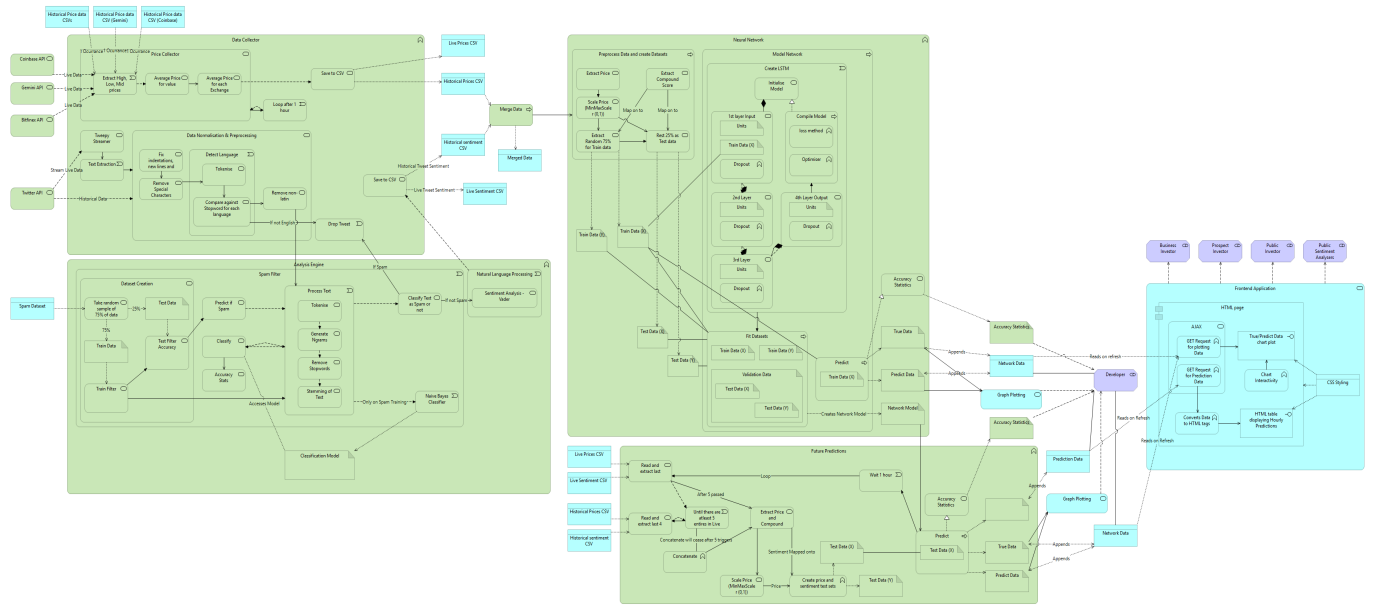 Historical Price data
CSVs
Historical Price data
CSV (Gemini)
Historical Price data
CSV (Coinbase)
Data Collector
Price Collector
Coinbase API
Gemini API
Bitfinex API
Live Data
Live Data
Live Data
Extract High,
Low, Mid
prices
Average Price
for value
Average Price
for each
Exchange
Save to CSV
Loop after 1
hour
Live Prices CSV
Historical Prices CSV
Merge Data
Merged Data
Historical sentiment
CSV
Historical Tweet Sentiment
Live Tweet Sentiment
Live Sentiment CSV
Save to CSV
Tweepy
Streamer
Text Extraction
Stream Live Data
Twitter API
Historical Data
Data Normalisation & Preprocessing
Fix
indentations,
new lines and
Remove
Special
Characters
Detect Language
Tokenise
Compare against
Stopword for each
language
Remove non-
latin
If not English
Drop Tweet
If Spam
Analysis Engine
Spam Filter
Natural Language Processing
Sentiment Analysis -
Vader
Spam Dataset
Dataset Creation
Take random
sample of
75% of data
25%
Test Data
75%
Train Data
Test Filter
Accuracy
Train Filter
Predict if
Spam
Classify
Accuracy
Stats
Process Text
Tokenise
Generate
Ngrams
Remove
Stopwords
Stemming of
Text
Classify Text
as Spam or
not
If not Spam
Only on Spam Training
Naive Bayes
Classifier
Accesses Model
Classification Model
Neural Network
Preprocess Data and create Datasets
Extract Price
Extract
Compound
Score
Scale Price
(MinMaxScale
r (0,1))
Map on to
Map on to
Extract
Random 75%
for Train data
Rest 25% as
Test data
Train Data (X)
Test Data (X)
Test Data (Y)
Model Network
Create LSTM
Initialise
Model
1st layer Input
Units
Train Data (X)
Dropout
2nd Layer
Units
Dropout
3rd Layer
Units
Dropout
Compile Model
loss method
Optimiser
4th Layer Output
Units
Dropout
Fit Datasets
Train Data (X)
Train Data (Y)
Validation Data
Test Data (X)
Test Data (Y)
Predict
Train Data (X)
Creates Network Model
Accuracy
Statistics
True Data
Predict Data
Network Model
Appends
Appends
Accuracy Statistics
Network Data
Graph Plotting
Accuracy Statistics
Developer
Reads on refresh
Reads on Refresh
Reads on Refresh
Business
Investor
Prospect
Investor
Public
Investor
Public
Sentiment
Analysers
Frontend Application
HTML page
AJAX
GET Request
for plotting
Data
GET Request
for Prediction
Data
Converts Data
to HTML tags
True/Predict Data
chart plot
Chart
Interactivity
HTML table
displaying Hourly
Predictions
CSS Styling
Future Predictions
Live Prices CSV
Live Sentiment CSV
Historical Prices CSV
Historical sentiment
CSV
Read and
extract last
Read and
extract last 4
Loop
Wait 1 hour
After 5 passed
Until there are
atleast 5
entires in Live
Extract Price
and
Compound
Concatenate will cease after 5 triggers
Concatenate
Sentiment Mapped onto
Scale Price
(MinMaxScale
r (0,1))
Price
Create price and
sentiment test sets
Test Data (X)
Test Data (Y)
Accuracy
Statistics
Predict
Test Data (X)
True Data
Predict Data
Prediction Data
Appends
Graph Plotting
Network Data
Appends
Appends